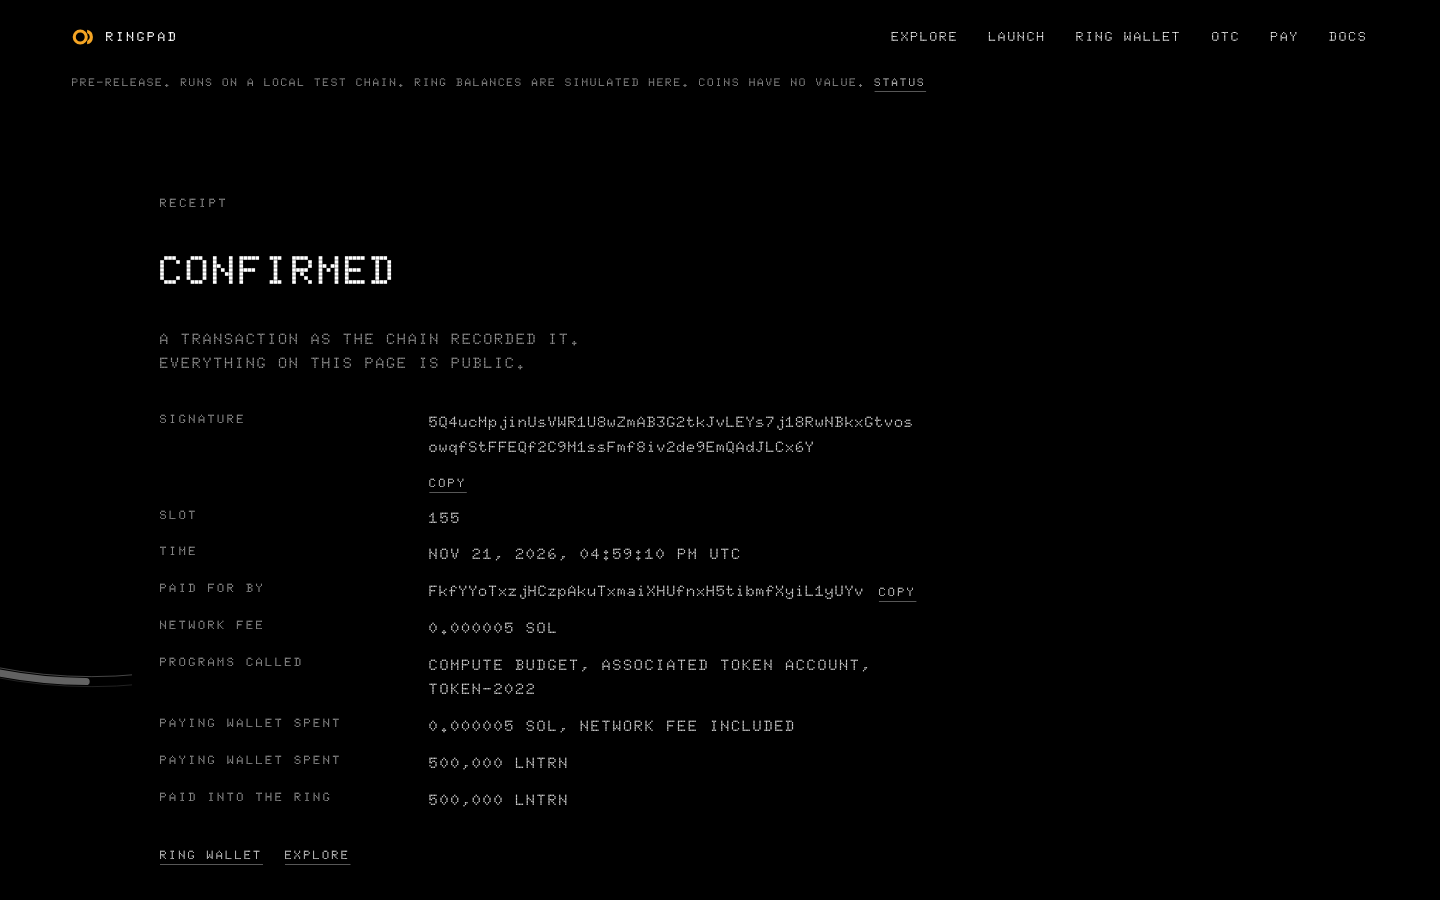 RINGPAD
EXPLORE LAUNCH RING WALLET OTC PAY DOCS
PRE-RELEASE. RUNS ON A LOCAL TEST CHAIN. RING BALANCES ARE SIMULATED HERE. COINS HAVE NO VALUE. STATUS
RECEIPT
CONFIRMED
A TRANSACTION AS THE CHAIN RECORDED IT.
EVERYTHING ON THIS PAGE IS PUBLIC.
SIGNATURE 5Q4ucMpjinUsVWR1U8wZmAB3G2tkJvLEYs7j18RwNBkxGtvos
owqfStFFEQf2C9M1ssFmf8iv2de9EmQAdJLCx6Y
COPY
SLOT 155
TIME NOV 21, 2026, 04:59:10 PM UTC
PAID FOR BY FkfYYoTxzjHCzpAkuTxmaiXHUfnxH5tibmfXyiL1yUYv COPY
NETWORK FEE 0.000005 SOL
PROGRAMS CALLED COMPUTE BUDGET, ASSOCIATED TOKEN ACCOUNT,
TOKEN-2022
PAYING WALLET SPENT 0.000005 SOL, NETWORK FEE INCLUDED
PAYING WALLET SPENT 500,000 LNTRN
PAID INTO THE RING 500,000 LNTRN
RING WALLET EXPLORE